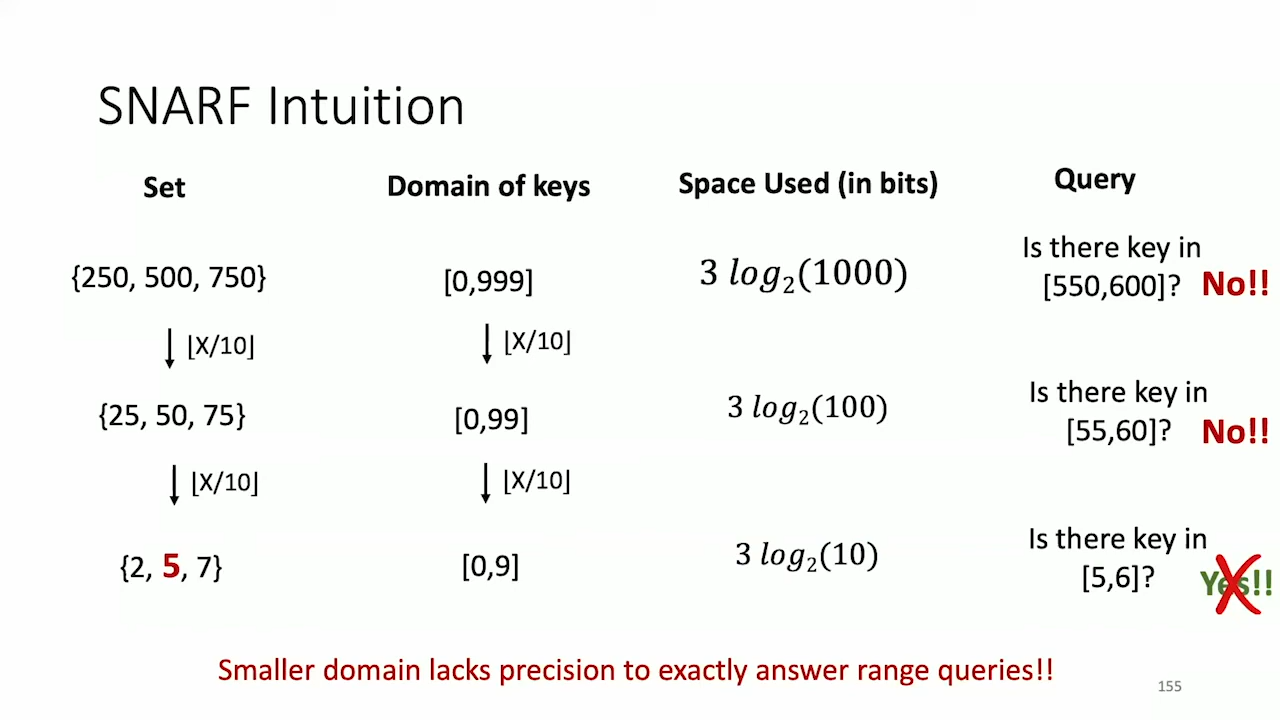 SNARF Intuition
Set Domain of keys Space Used (in bits) Query
{250, 500, 750} [0,999] 3 log₂(1000) Is there key in
[550,600]? No!!
⌊X/10⌋ ⌊X/10⌋
{25, 50, 75} [0,99] 3 log₂(100) Is there key in
[55,60]? No!!
⌊X/10⌋ ⌊X/10⌋
{2, 5, 7} [0,9] 3 log₂(10) Is there key in
[5,6]? Yes!!
Smaller domain lacks precision to exactly answer range queries!!
155